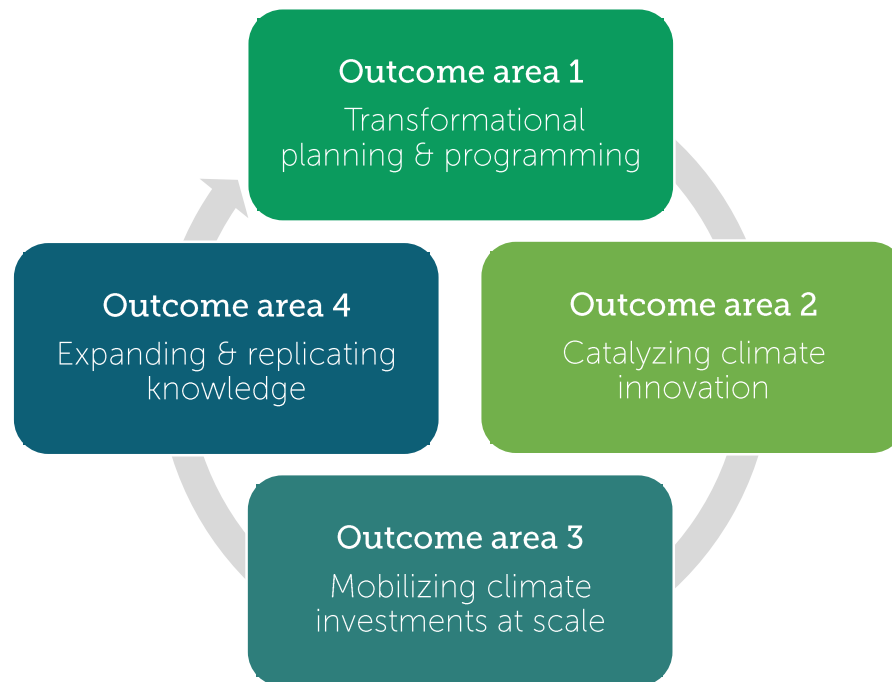 Outcome area 1
Transformational
planning & programming
Outcome area 2
Catalyzing climate
innovation
Outcome area 3
Mobilizing climate
investments at scale
Outcome area 4
Expanding & replicating
knowledge